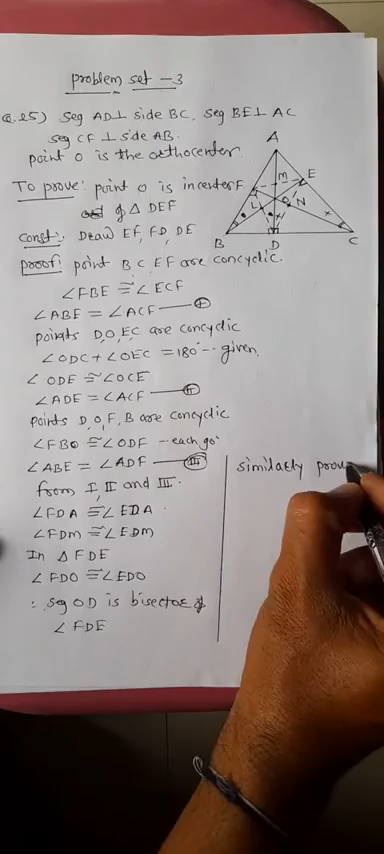 problem set - 3
Q.25) seg AD⊥ side BC, seg BE⊥ AC
seg CF ⊥ side AB.
point O is the orthocenter.
To prove: point O is incenter
of △ DEF
Const: Draw EF, FD, DE
proof: point B C, E F are concyclic.
∠FBE ≅ ∠ECF
∠ABE = ∠ACF — I
points D, O, E C are concyclic
∠ODC + ∠OEC = 180° -- given.
∠ ODE ≅ ∠OCE
∠ADE = ∠ACF — II
points D, O, F, B are concyclic
∠FBO ≅ ∠ODF -- each 90°
∠ABE = ∠ADF — III
from I, II and III.
∠FDA ≅ ∠EDA
∠FDM ≅ ∠EDM
In △ FDE
∠ FDO ≅ ∠EDO
∴ seg OD is bisector of
∠ FDE
similarly prov
A
F
M
E
L
O
N
B
D
C